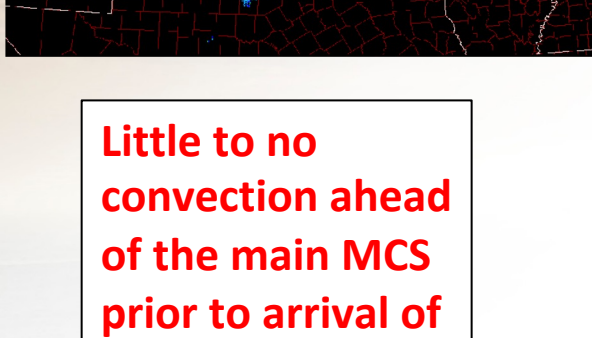 Little to no
convection ahead
of the main MCS
prior to arrival of